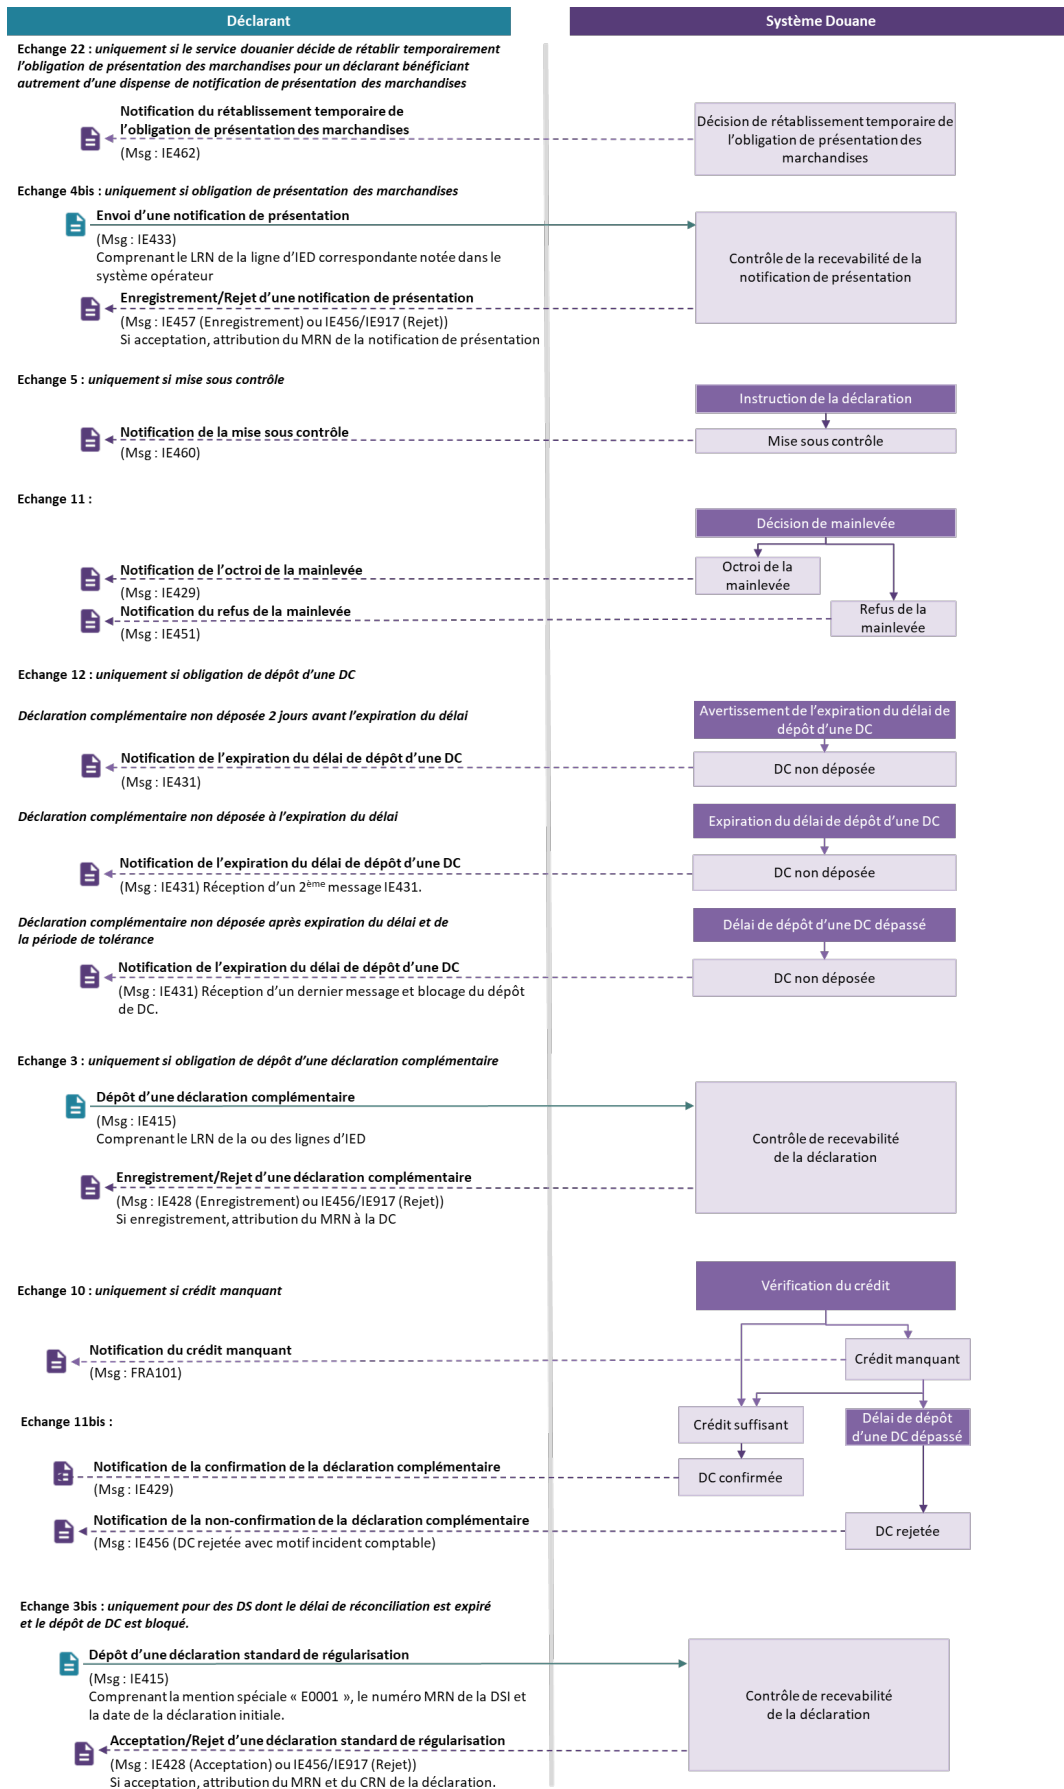 Déclarant
Système Douane
Echange 22 : uniquement si le service douanier décide de rétablir temporairement
l'obligation de présentation des marchandises pour un déclarant bénéficiant
autrement d'une dispense de notification de présentation des marchandises
Notification du rétablissement temporaire de
l'obligation de présentation des marchandises
(Msg : IE462)
Décision de rétablissement temporaire de
l'obligation de présentation des
marchandises
Echange 4bis : uniquement si obligation de présentation des marchandises
Envoi d'une notification de présentation
(Msg : IE433)
Comprenant le LRN de la ligne d'IED correspondante notée dans le
système opérateur
Contrôle de la recevabilité de la
notification de présentation
Enregistrement/Rejet d'une notification de présentation
(Msg : IE457 (Enregistrement) ou IE456/IE917 (Rejet))
Si acceptation, attribution du MRN de la notification de présentation
Echange 5 : uniquement si mise sous contrôle
Instruction de la déclaration
Notification de la mise sous contrôle
(Msg : IE460)
Mise sous contrôle
Echange 11 :
Décision de mainlevée
Notification de l'octroi de la mainlevée
(Msg : IE429)
Octroi de la
mainlevée
Notification du refus de la mainlevée
(Msg : IE451)
Refus de la
mainlevée
Echange 12 : uniquement si obligation de dépôt d'une DC
Déclaration complémentaire non déposée 2 jours avant l'expiration du délai
Avertissement de l'expiration du délai de
dépôt d'une DC
Notification de l'expiration du délai de dépôt d'une DC
(Msg : IE431)
DC non déposée
Déclaration complémentaire non déposée à l'expiration du délai
Expiration du délai de dépôt d'une DC
Notification de l'expiration du délai de dépôt d'une DC
(Msg : IE431) Réception d'un 2ème message IE431.
DC non déposée
Déclaration complémentaire non déposée après expiration du délai et de
la période de tolérance
Délai de dépôt d'une DC dépassé
Notification de l'expiration du délai de dépôt d'une DC
(Msg : IE431) Réception d'un dernier message et blocage du dépôt
de DC.
DC non déposée
Echange 3 : uniquement si obligation de dépôt d'une déclaration complémentaire
Dépôt d'une déclaration complémentaire
(Msg : IE415)
Comprenant le LRN de la ou des lignes d'IED
Contrôle de recevabilité
de la déclaration
Enregistrement/Rejet d'une déclaration complémentaire
(Msg : IE428 (Enregistrement) ou IE456/IE917 (Rejet))
Si enregistrement, attribution du MRN à la DC
Echange 10 : uniquement si crédit manquant
Vérification du crédit
Notification du crédit manquant
(Msg : FRA101)
Crédit manquant
Echange 11bis :
Crédit suffisant
Délai de dépôt
d'une DC dépassé
Notification de la confirmation de la déclaration complémentaire
(Msg : IE429)
DC confirmée
Notification de la non-confirmation de la déclaration complémentaire
(Msg : IE456 (DC rejetée avec motif incident comptable)
DC rejetée
Echange 3bis : uniquement pour des DS dont le délai de réconciliation est expiré
et le dépôt de DC est bloqué.
Dépôt d'une déclaration standard de régularisation
(Msg : IE415)
Comprenant la mention spéciale « E0001 », le numéro MRN de la DSI et
la date de la déclaration initiale.
Contrôle de recevabilité
de la déclaration
Acceptation/Rejet d'une déclaration standard de régularisation
(Msg : IE428 (Acceptation) ou IE456/IE917 (Rejet))
Si acceptation, attribution du MRN et du CRN de la déclaration.